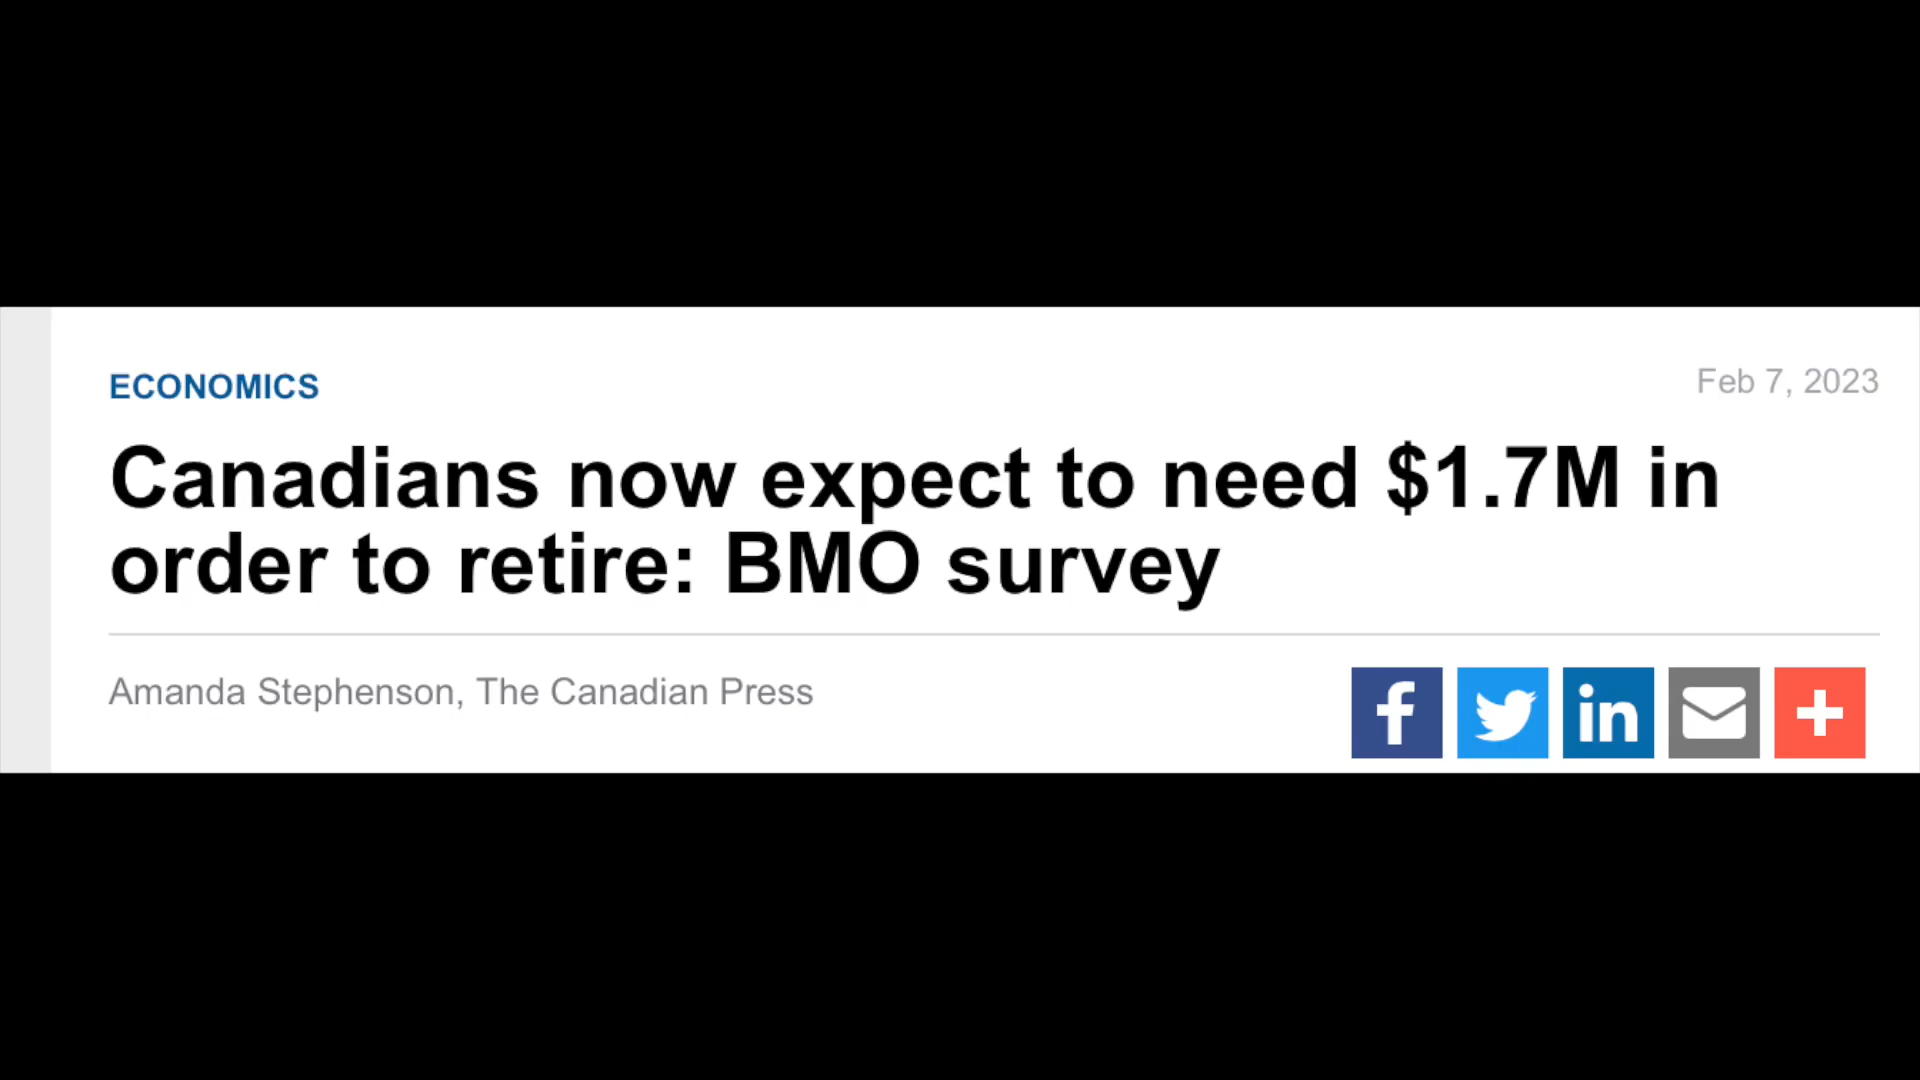 ECONOMICS
Feb 7, 2023
Canadians now expect to need $1.7M in
order to retire: BMO survey
Amanda Stephenson, The Canadian Press